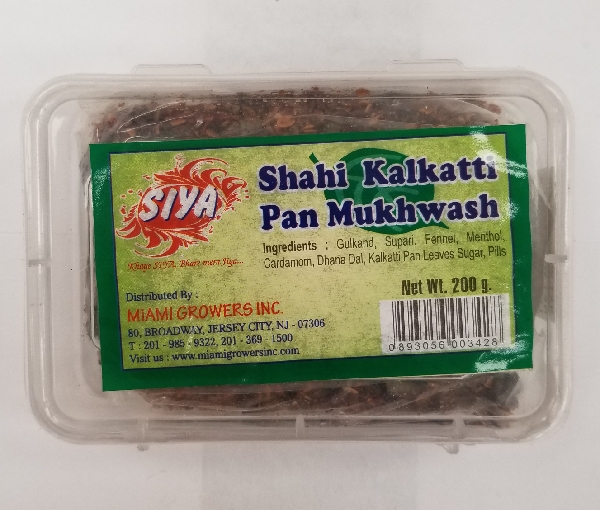 SIYA
Shahi Kalkatti
Pan Mukhwash
Ingredients : Gulkand, Supari, Fennel, Menthol,
Cardamom, Dhana Dal, Kalkatti Pan Leaves Sugar, Pills
Net Wt. 200 g.
Distributed By :
MIAMI GROWERS INC.
80, BROADWAY, JERSEY CITY, NJ - 07306
T : 201 - 985 - 9322, 201 - 369 - 1500
Visit us : www.miamigrowersinc.com
0893056 003428